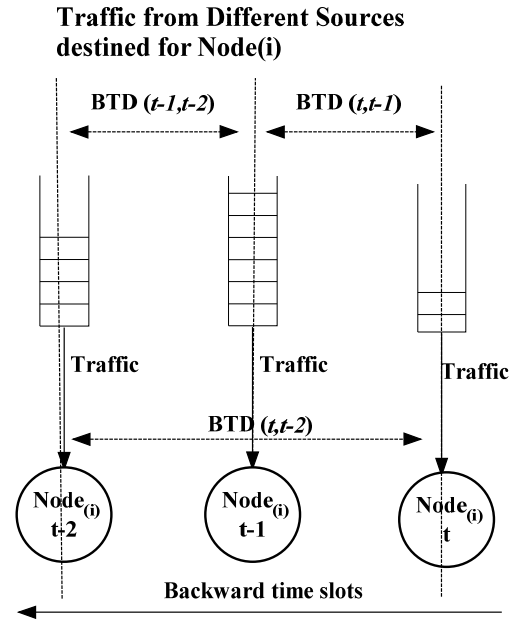 Traffic from Different Sources
destined for Node(i)
BTD (t-1,t-2)
BTD (t,t-1)
Traffic
Traffic
Traffic
BTD (t,t-2)
Node(i)
t-2
Node(i)
t-1
Node(i)
t
Backward time slots